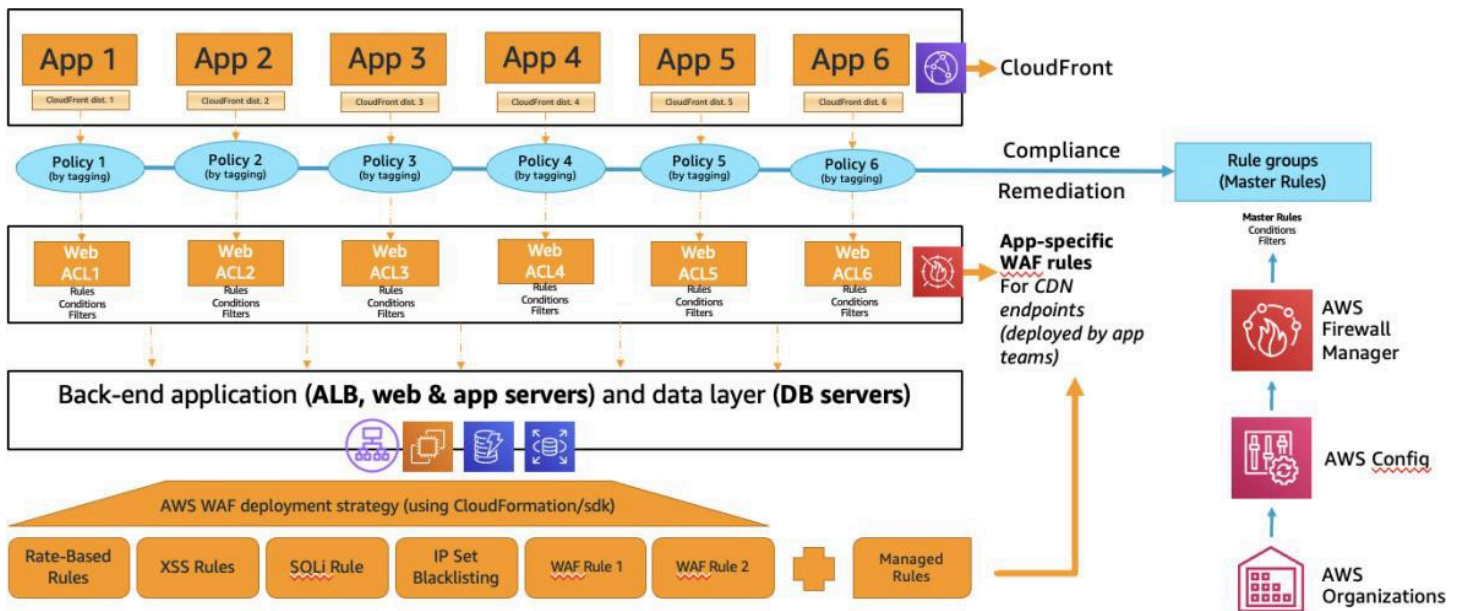 App 1
App 2
App 3
App 4
App 5
App 6
CloudFront dist. 1
CloudFront dist. 2
CloudFront dist. 3
CloudFront dist. 4
CloudFront dist. 5
CloudFront dist. 6
CloudFront
Policy 1
(by tagging)
Policy 2
(by tagging)
Policy 3
(by tagging)
Policy 4
(by tagging)
Policy 5
(by tagging)
Policy 6
(by tagging)
Compliance
Remediation
Rule groups
(Master Rules)
Master Rules
Conditions
Filters
Web
ACL1
Rules
Conditions
Filters
Web
ACL2
Rules
Conditions
Filters
Web
ACL3
Rules
Conditions
Filters
Web
ACL4
Rules
Conditions
Filters
Web
ACL5
Rules
Conditions
Filters
Web
ACL6
Rules
Conditions
Filters
App-specific
WAF rules
For CDN
endpoints
(deployed by app
teams)
AWS
Firewall
Manager
Back-end application (ALB, web & app servers) and data layer (DB servers)
AWS Config
AWS WAF deployment strategy (using CloudFormation/sdk)
Rate-Based
Rules
XSS Rules
SQLi Rule
IP Set
Blacklisting
WAF Rule 1
WAF Rule 2
Managed
Rules
AWS
Organizations